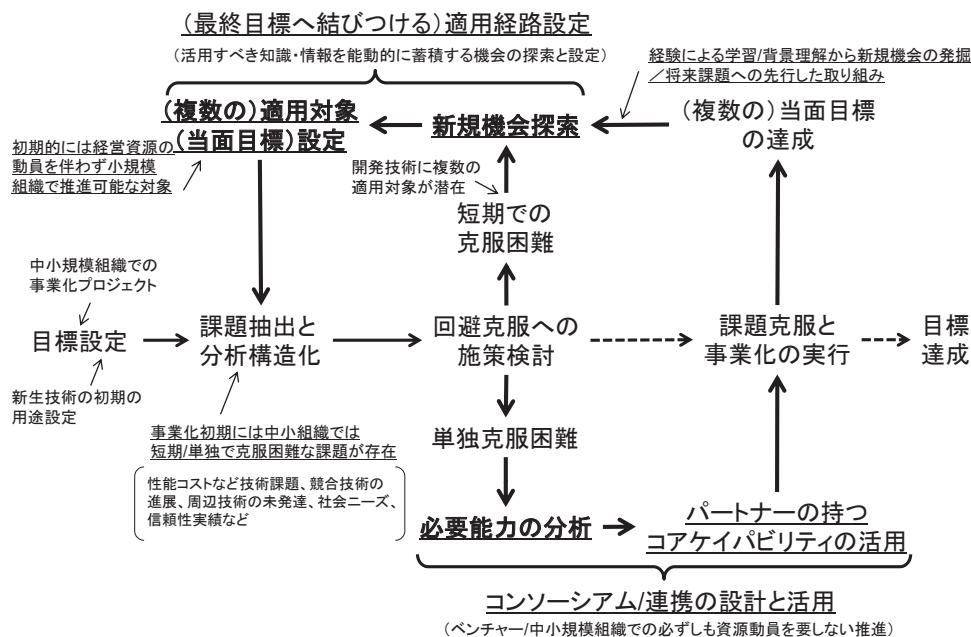 (最終目標へ結びつける)適用経路設定
(活用すべき知識・情報を能動的に蓄積する機会の探索と設定)
経験による学習/背景理解から新規機会の発掘
／将来課題への先行した取り組み
(複数の)適用対象
(当面目標)設定
新規機会探索
(複数の)当面目標
の達成
初期的には経営資源の
動員を伴わず小規模
組織で推進可能な対象
開発技術に複数の
適用対象が潜在
短期での
克服困難
中小規模組織での
事業化プロジェクト
目標設定
課題抽出と
分析構造化
回避克服への
施策検討
課題克服と
事業化の実行
目標
達成
新生技術の初期の
用途設定
事業化初期には中小組織では
短期/単独で克服困難な課題が存在
単独克服困難
性能コストなど技術課題、競合技術の
進展、周辺技術の未発達、社会ニーズ、
信頼性実績など
必要能力の分析
パートナーの持つ
コアケイパビリティの活用
コンソーシアム/連携の設計と活用
(ベンチャー/中小規模組織での必ずしも資源動員を要しない推進)